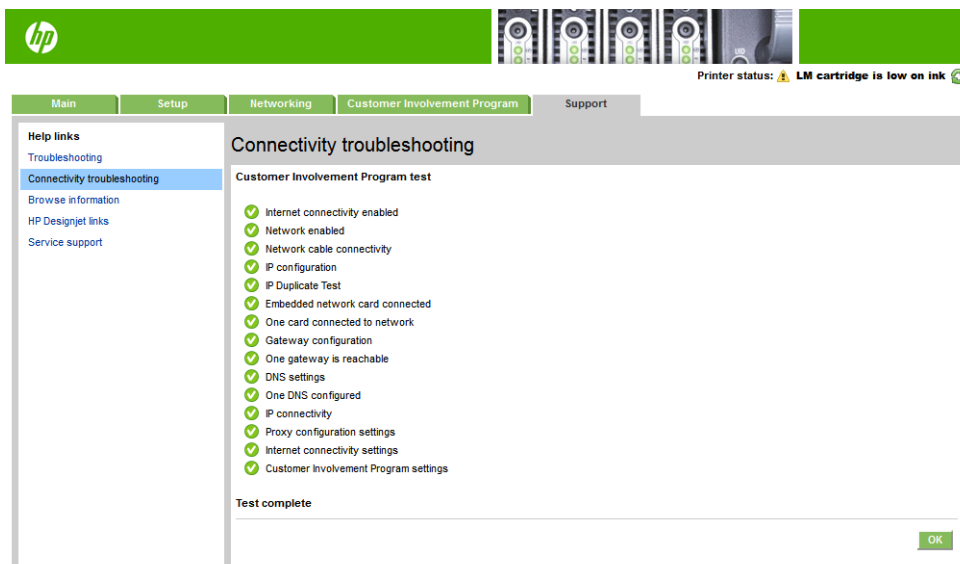 hp
UID
Printer status: LM cartridge is low on ink
Main Setup Networking Customer Involvement Program Support
Help links
Troubleshooting
Connectivity troubleshooting
Browse information
HP Designjet links
Service support
Connectivity troubleshooting
Customer Involvement Program test
Internet connectivity enabled
Network enabled
Network cable connectivity
IP configuration
IP Duplicate Test
Embedded network card connected
One card connected to network
Gateway configuration
One gateway is reachable
DNS settings
One DNS configured
IP connectivity
Proxy configuration settings
Internet connectivity settings
Customer Involvement Program settings
Test complete
OK